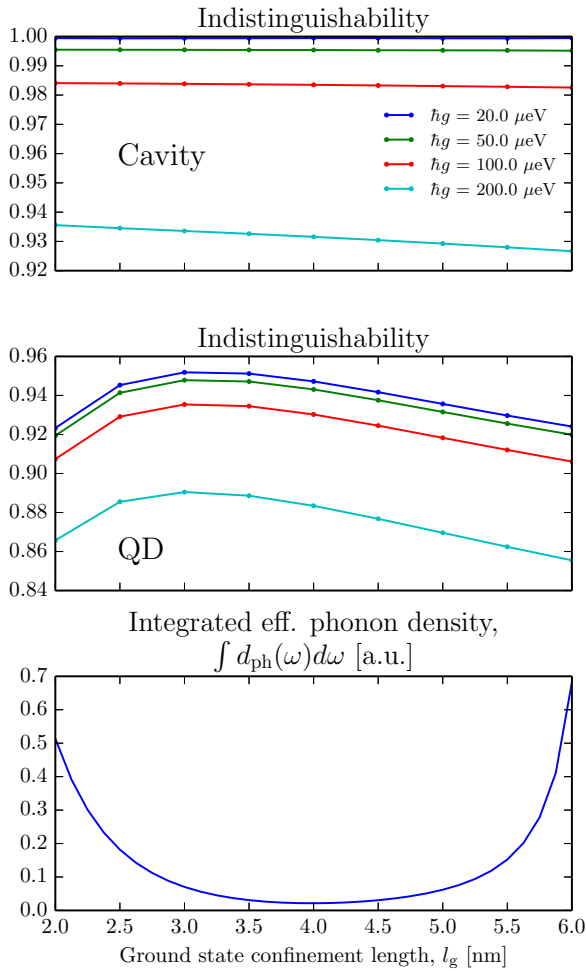 Indistinguishability
1.00
0.99
0.98
0.97
0.96
0.95
0.94
0.93
0.92
ħg = 20.0 μeV
ħg = 50.0 μeV
ħg = 100.0 μeV
ħg = 200.0 μeV
Cavity
Indistinguishability
0.96
0.94
0.92
0.90
0.88
0.86
0.84
QD
Integrated eff. phonon density,
∫ d_ph(ω)dω [a.u.]
0.7
0.6
0.5
0.4
0.3
0.2
0.1
0.0
2.0 2.5 3.0 3.5 4.0 4.5 5.0 5.5 6.0
Ground state confinement length, l_g [nm]